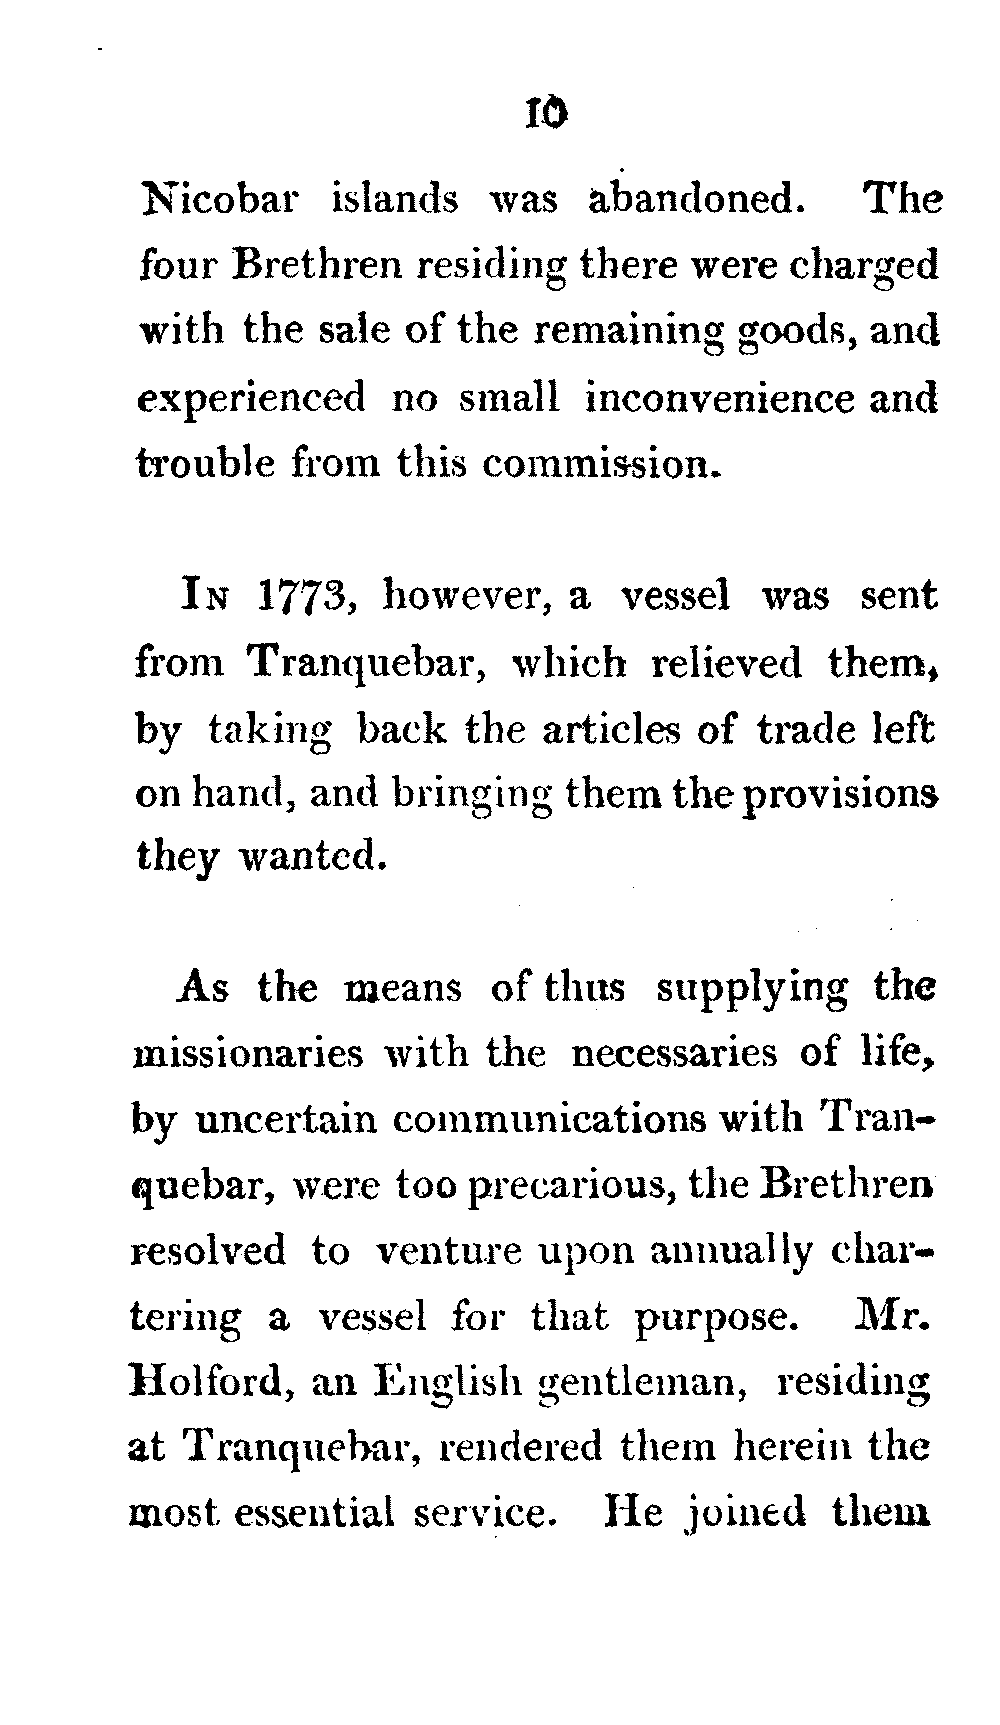 10
Nicobar islands was abandoned. The
four Brethren residing there were charged
with the sale of the remaining goods, and
experienced no small inconvenience and
trouble from this commission.
In 1773, however, a vessel was sent
from Tranquebar, which relieved them,
by taking back the articles of trade left
on hand, and bringing them the provisions
they wanted.
As the means of thus supplying the
missionaries with the necessaries of life,
by uncertain communications with Tran-
quebar, were too precarious, the Brethren
resolved to venture upon annually char-
tering a vessel for that purpose. Mr.
Holford, an English gentleman, residing
at Tranquebar, rendered them herein the
most essential service. He joined them